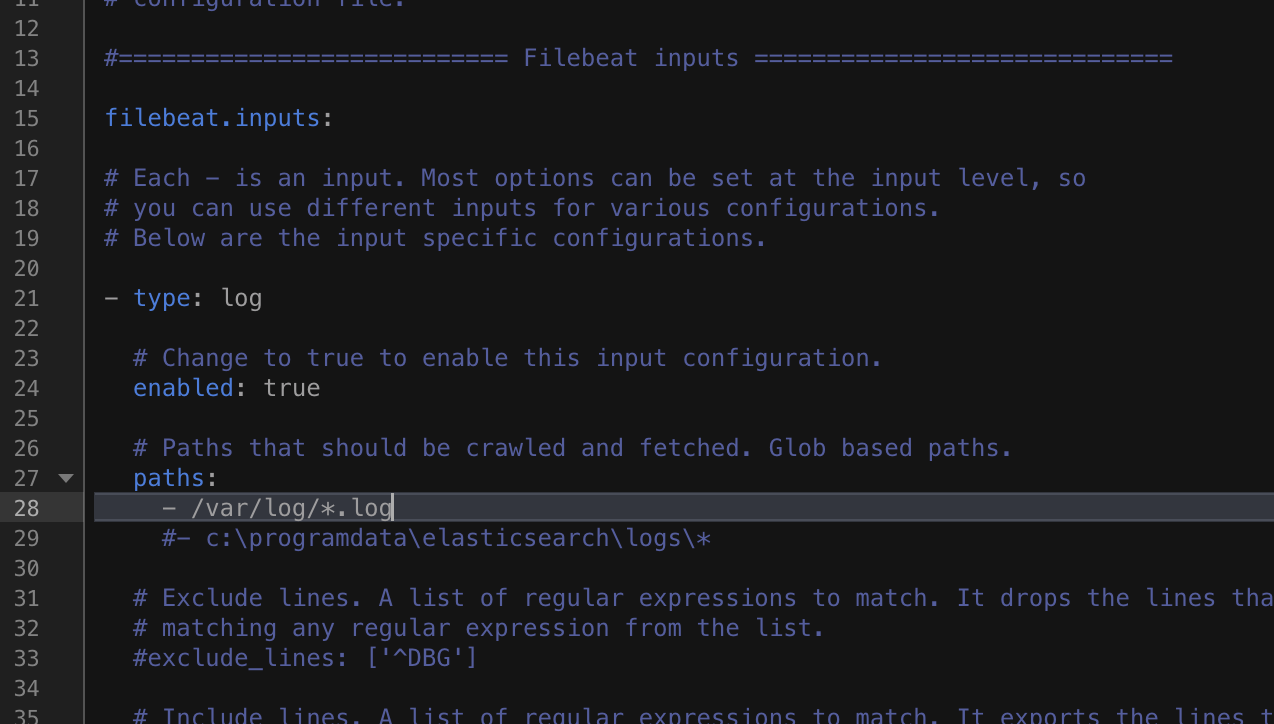 11 # configuration file.
12
13 #=========================== Filebeat inputs =============================
14
15 filebeat.inputs:
16
17 # Each - is an input. Most options can be set at the input level, so
18 # you can use different inputs for various configurations.
19 # Below are the input specific configurations.
20
21 - type: log
22
23 # Change to true to enable this input configuration.
24 enabled: true
25
26 # Paths that should be crawled and fetched. Glob based paths.
27 paths:
28 - /var/log/*.log
29 #- c:\programdata\elasticsearch\logs\*
30
31 # Exclude lines. A list of regular expressions to match. It drops the lines tha
32 # matching any regular expression from the list.
33 #exclude_lines: ['^DBG']
34
35 # Include lines. A list of regular expressions to match. It exports the lines t